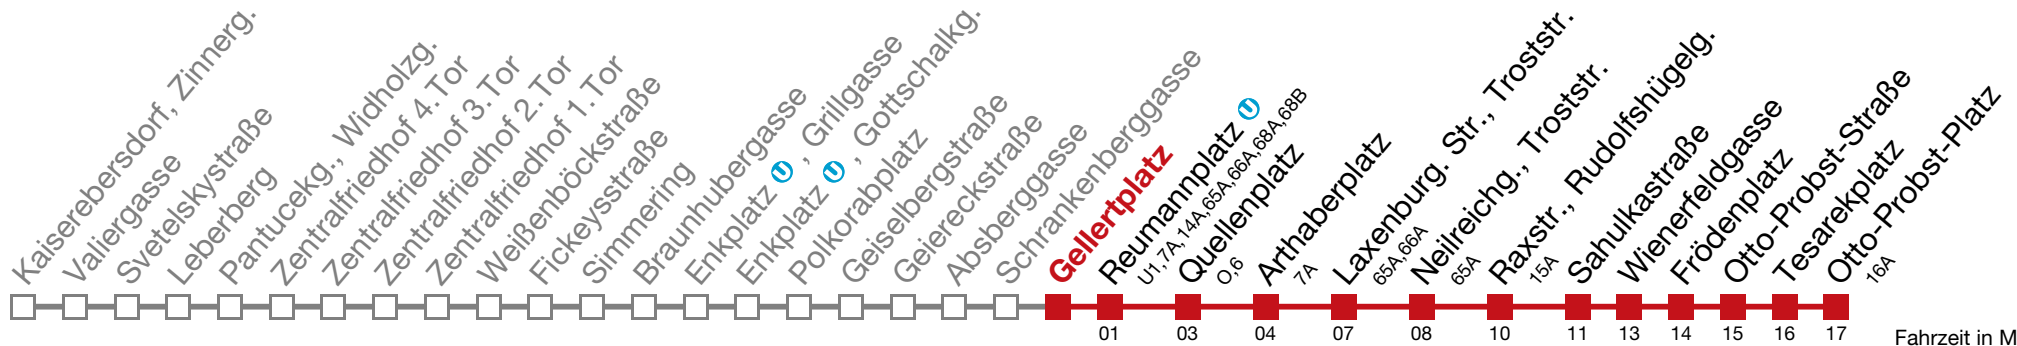 Kaiserebersdorf, Zinnerg.
Valiergasse
Svetelskystraße
Leberberg
Pantucekg., Widholzg.
Zentralfriedhof 4.Tor
Zentralfriedhof 3.Tor
Zentralfriedhof 2.Tor
Zentralfriedhof 1.Tor
Weißenböckstraße
Fickeysstraße
Simmering
Braunhubergasse
Enkplatz U , Grillgasse
Enkplatz U , Gottschalkg.
Polkorabplatz
Geiselbergstraße
Geiereckstraße
Absberggasse
Schrankenberggasse
Gellertplatz
Reumannplatz U
U1,7A,14A,65A,66A,68A,68B
Quellenplatz
O,6
Arthaberplatz
7A
Laxenburg. Str., Troststr.
65A,66A
Neilreichg., Troststr.
65A
Raxstr., Rudolfshügelg.
15A
Sahulkastraße
Wienerfeldgasse
Frödenplatz
Otto-Probst-Straße
Tesarekplatz
Otto-Probst-Platz
16A
01 03 04 07 08 10 11 13 14 15 16 17
Fahrzeit in M